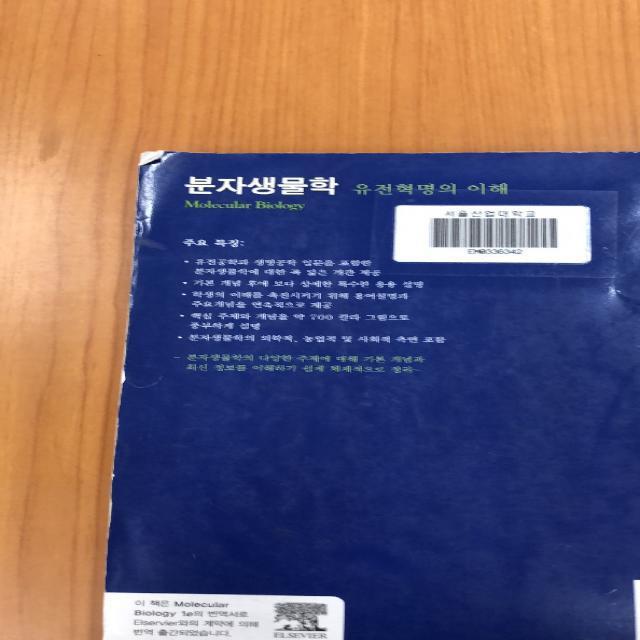 분자생물학 유전혁명의 이해
Molecular Biology
서울산업대학교
EM0336342
주요 특징:
• 유전공학과 생명공학 입문을 포함한
분자생물학에 대한 폭 넓은 개관 제공
• 기본 개념 후에 보다 상세한 특수한 응용 설명
• 학생의 이해를 촉진시키기 위해 용어설명과
주요개념을 연속적으로 제공
• 핵심 주제와 개념을 약 700 컬라 그림으로
풍부하게 설명
• 분자생물학의 의학적, 농업적 및 사회적 측면 포함
- 분자생물학의 다양한 주제에 대해 기본 개념과
최신 정보를 이해하기 쉽게 체계적으로 정리-
이 책은 Molecular
Biology 1e의 번역서로
Elsevier와의 계약에 의해
번역 출간되었습니다.
ELSEVIER